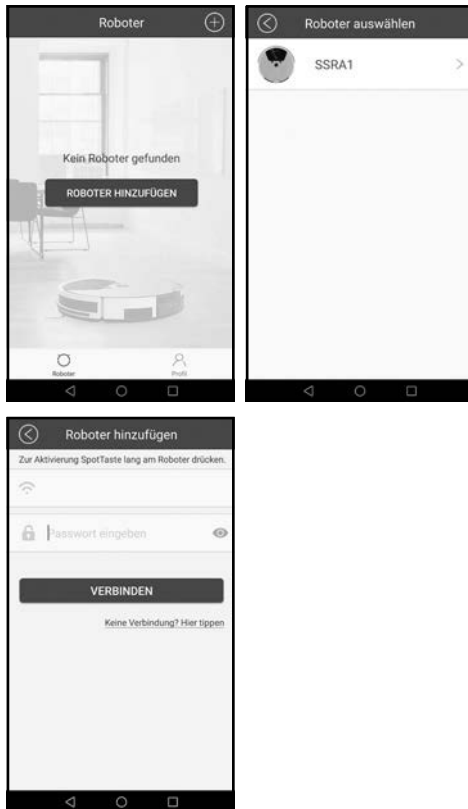 Roboter
Kein Roboter gefunden
ROBOTER HINZUFÜGEN
Roboter
Profil
Roboter auswählen
SSRA1
Roboter hinzufügen
Zur Aktivierung SpotTaste lang am Roboter drücken.
Passwort eingeben
VERBINDEN
Keine Verbindung? Hier tippen